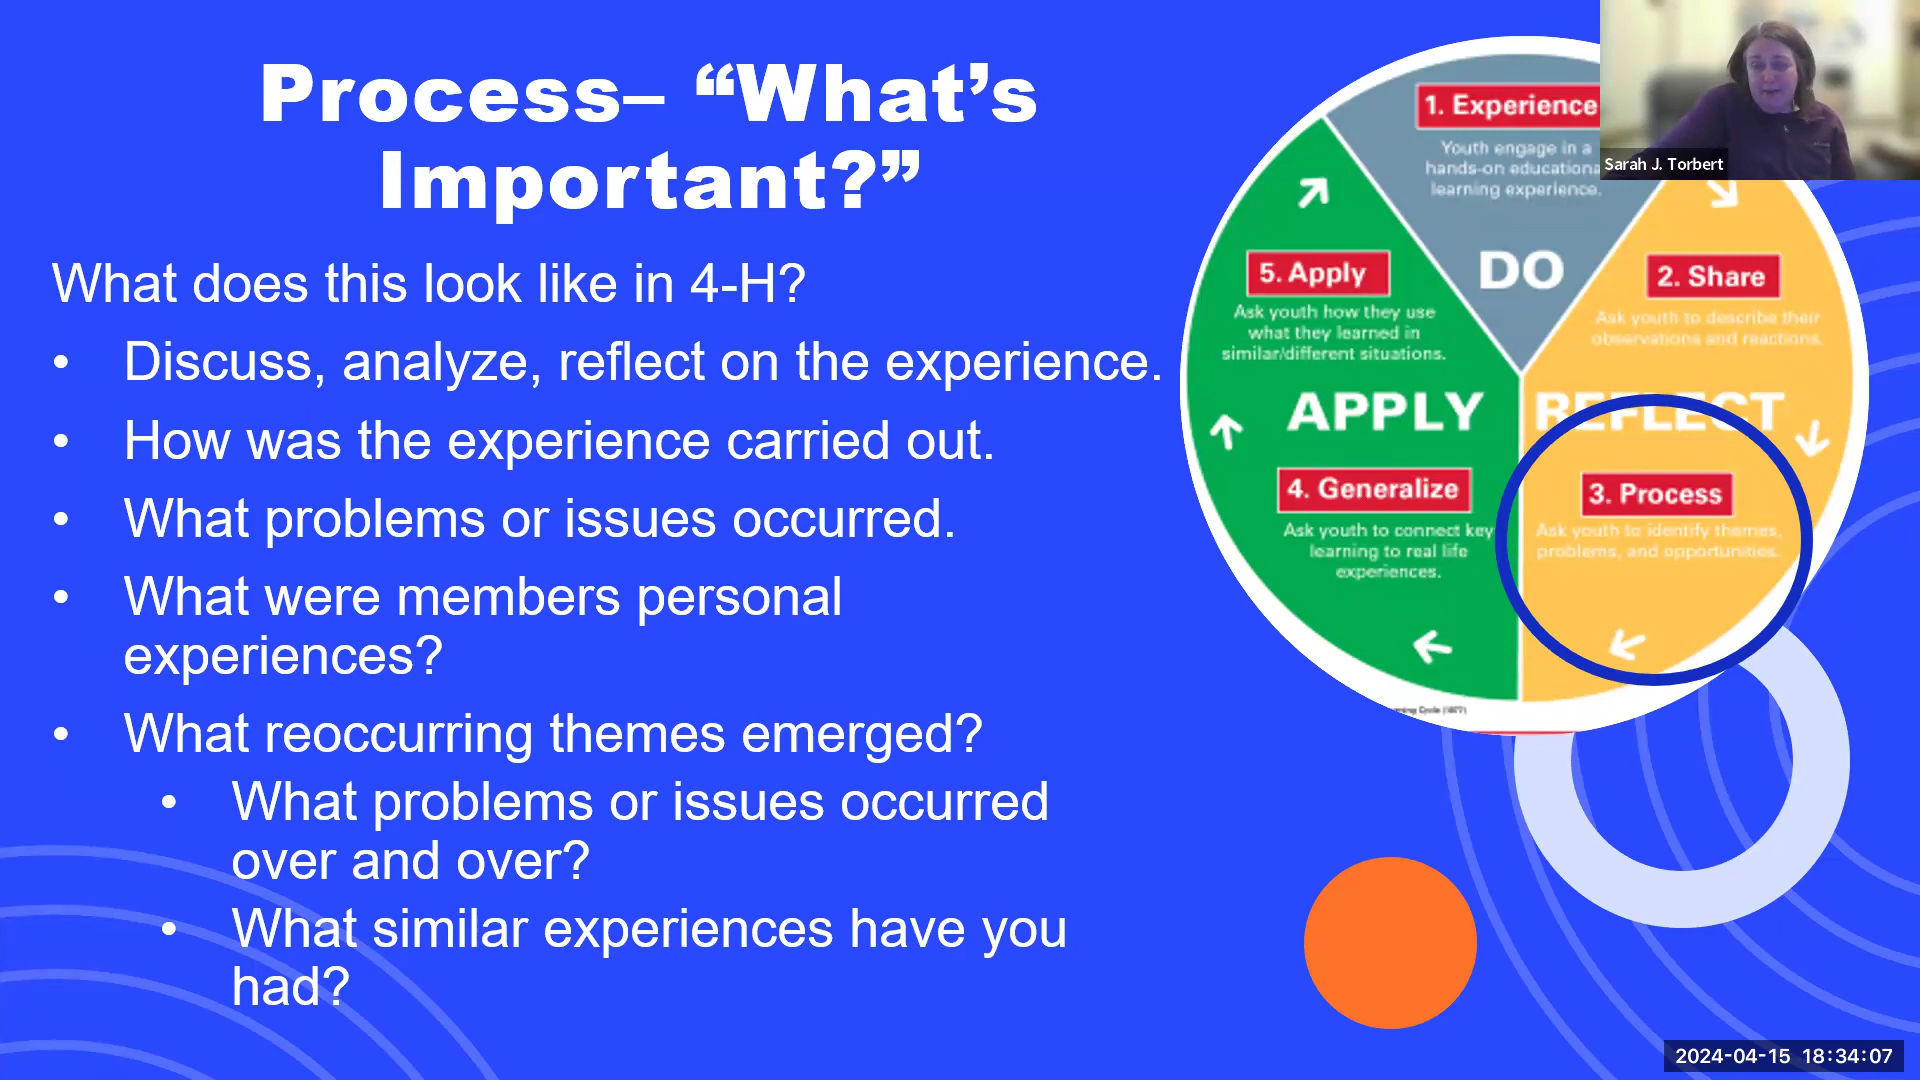 Process– “What’s
Important?”
What does this look like in 4-H?
• Discuss, analyze, reflect on the experience.
• How was the experience carried out.
• What problems or issues occurred.
• What were members personal
experiences?
• What reoccurring themes emerged?
• What problems or issues occurred
over and over?
• What similar experiences have you
had?
1. Experience
Youth engage in a
hands-on educationa
learning experience.
DO
2. Share
Ask youth to describe their
observations and reactions.
REFLECT
3. Process
Ask youth to identify themes,
problems, and opportunities.
4. Generalize
Ask youth to connect key
learning to real life
experiences.
APPLY
5. Apply
Ask youth how they use
what they learned in
similar/different situations.
Cycle (1977)
Sarah J. Torbert
2024-04-15 18:34:07